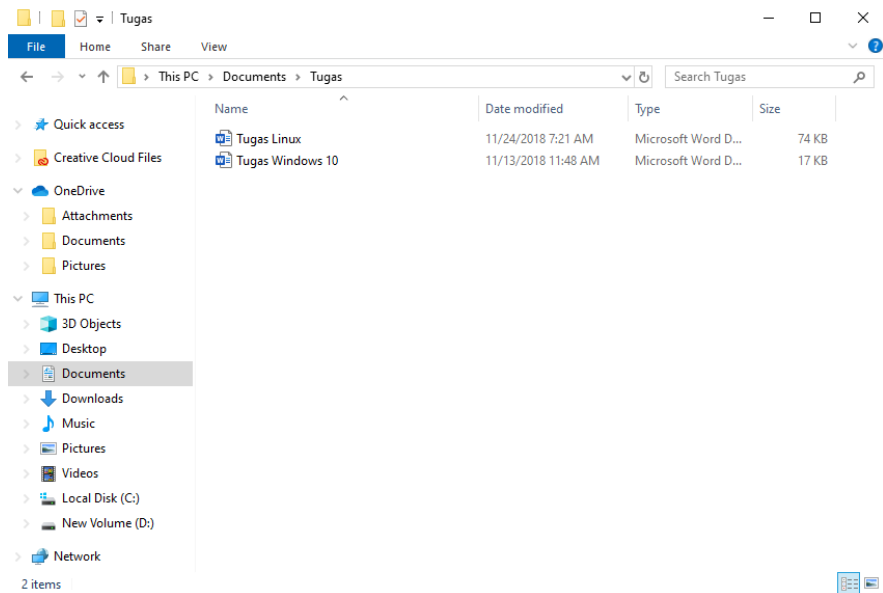 Tugas
File Home Share View
This PC Documents Tugas Search Tugas
Name Date modified Type Size
Quick access
Tugas Linux 11/24/2018 7:21 AM Microsoft Word D... 74 KB
Creative Cloud Files
Tugas Windows 10 11/13/2018 11:48 AM Microsoft Word D... 17 KB
OneDrive
Attachments
Documents
Pictures
This PC
3D Objects
Desktop
Documents
Downloads
Music
Pictures
Videos
Local Disk (C:)
New Volume (D:)
Network
2 items